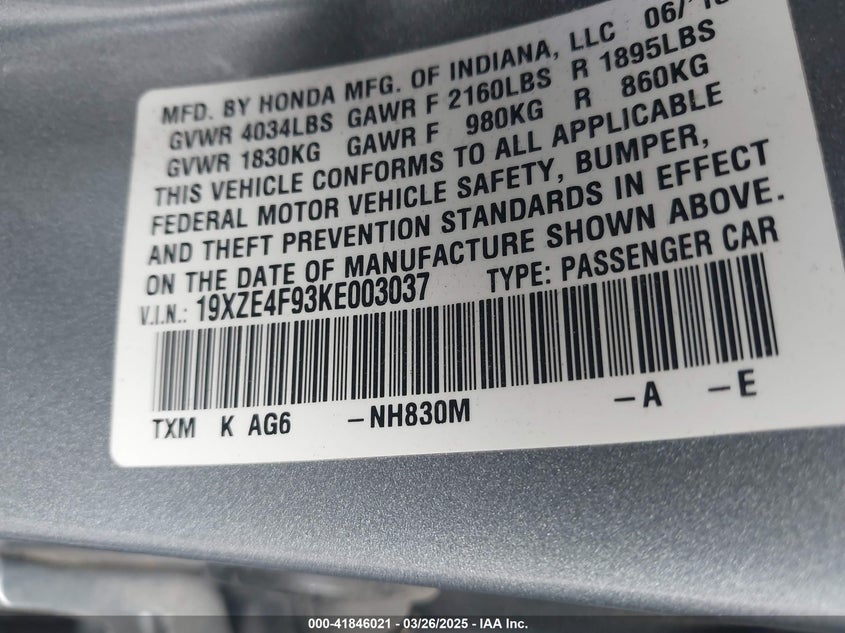 MFD. BY HONDA MFG. OF INDIANA, LLC 06/
GVWR 4034LBS GAWR F 2160LBS R 1895LBS
GVWR 1830KG GAWR F 980KG R 860KG
THIS VEHICLE CONFORMS TO ALL APPLICABLE
FEDERAL MOTOR VEHICLE SAFETY, BUMPER,
AND THEFT PREVENTION STANDARDS IN EFFECT
ON THE DATE OF MANUFACTURE SHOWN ABOVE.
V.I.N.: 19XZE4F93KE003037 TYPE: PASSENGER CAR
TXM K AG6 –NH830M –A –E
000-41846021 — 03/26/2025 — IAA Inc.